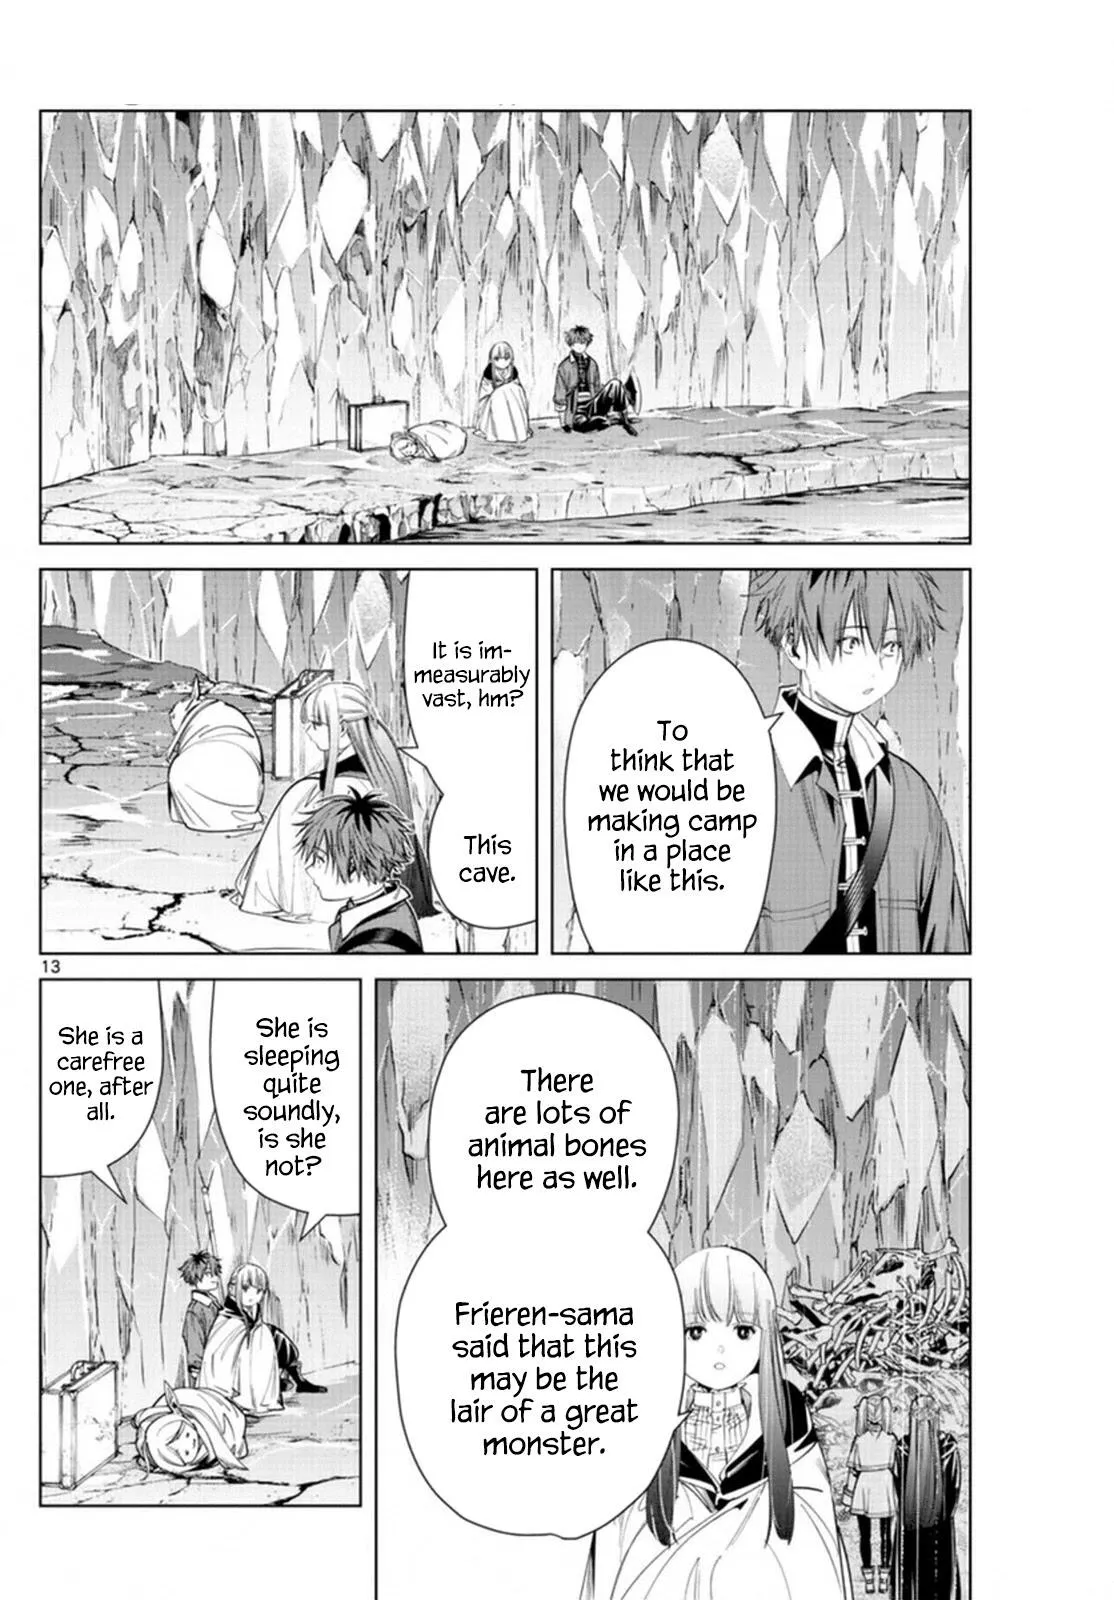 To
think that
we would be
making camp
in a place
like this.
It is im-
measurably
vast, hm?
This
cave.
13
There
are lots of
animal bones
here as well.
Frieren-sama
said that this
may be the
lair of a great
monster.
She is
sleeping
quite
soundly,
is she
not?
She is a
carefree
one, after
all.